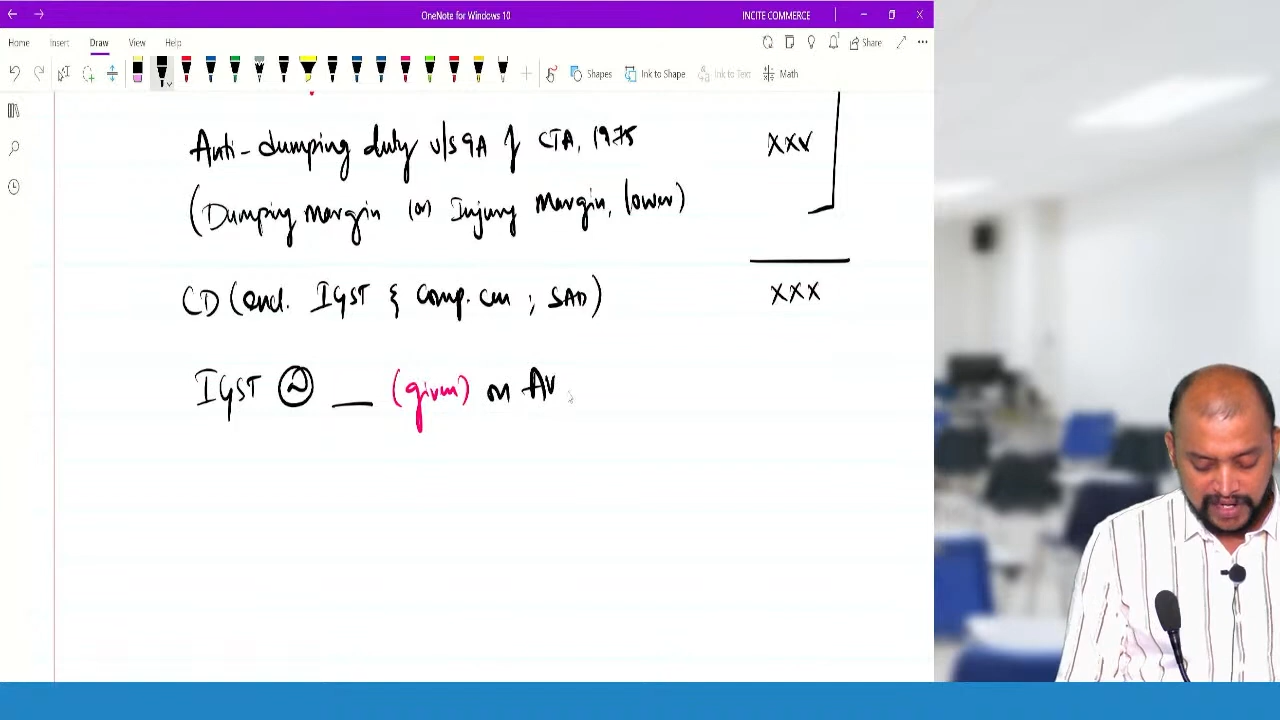 OneNote for Windows 10
INCITE COMMERCE
Home Insert Draw View Help
Share
Shapes Ink to Shape Ink to Text Math
Anti-dumping duty u/s 9A of CTA, 1975 XXX
(Dumping Margin (or) Injury Margin, lower)
CD (excl. IGST & Comp. Cess ; SAD) XXX
IGST @ __ (given) on AV